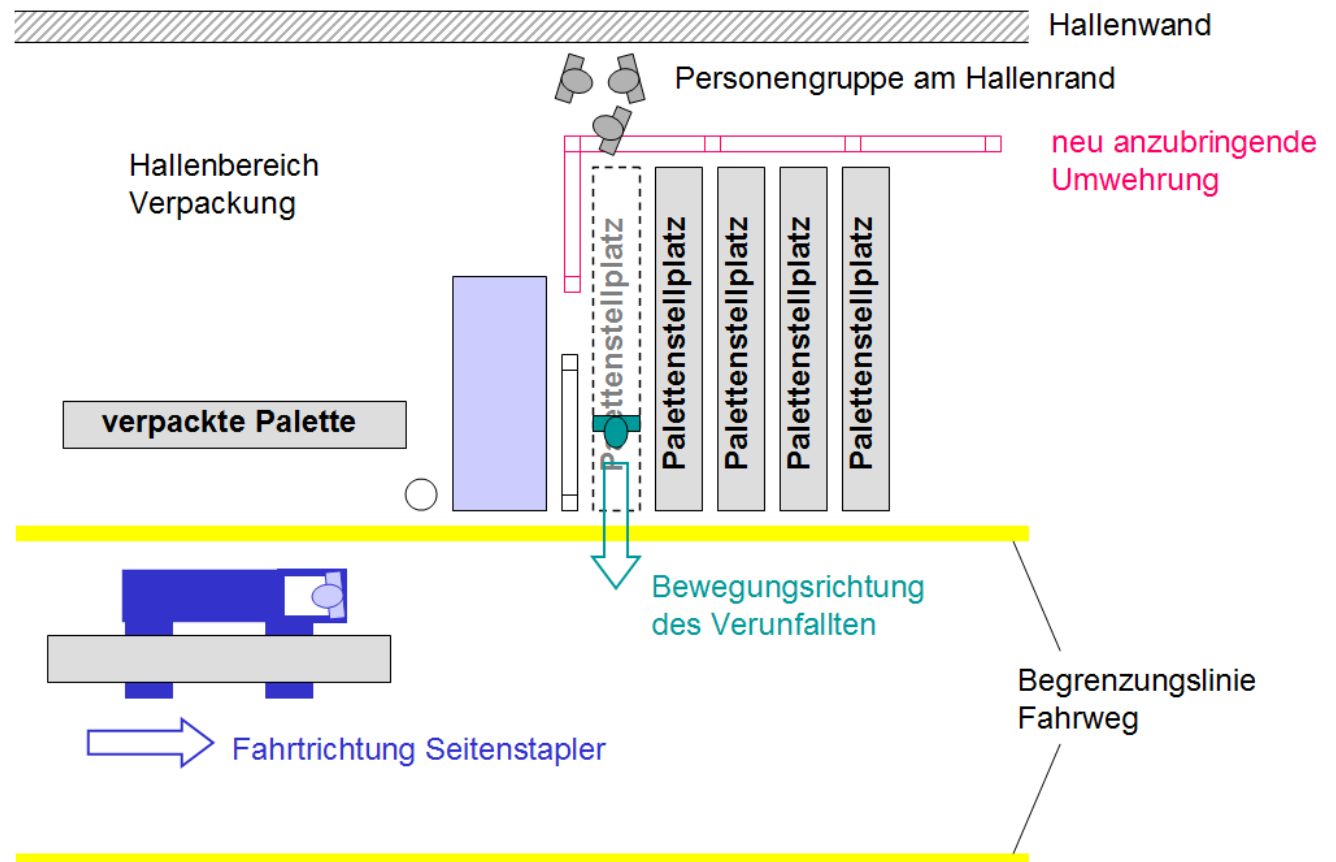 Hallenwand
Personengruppe am Hallenrand
neu anzubringende
Umwehrung
Hallenbereich
Verpackung
Palettenstellplatz
Palettenstellplatz
Palettenstellplatz
Palettenstellplatz
Palettenstellplatz
verpackte Palette
Bewegungsrichtung
des Verunfallten
Begrenzungslinie
Fahrweg
Fahrtrichtung Seitenstapler